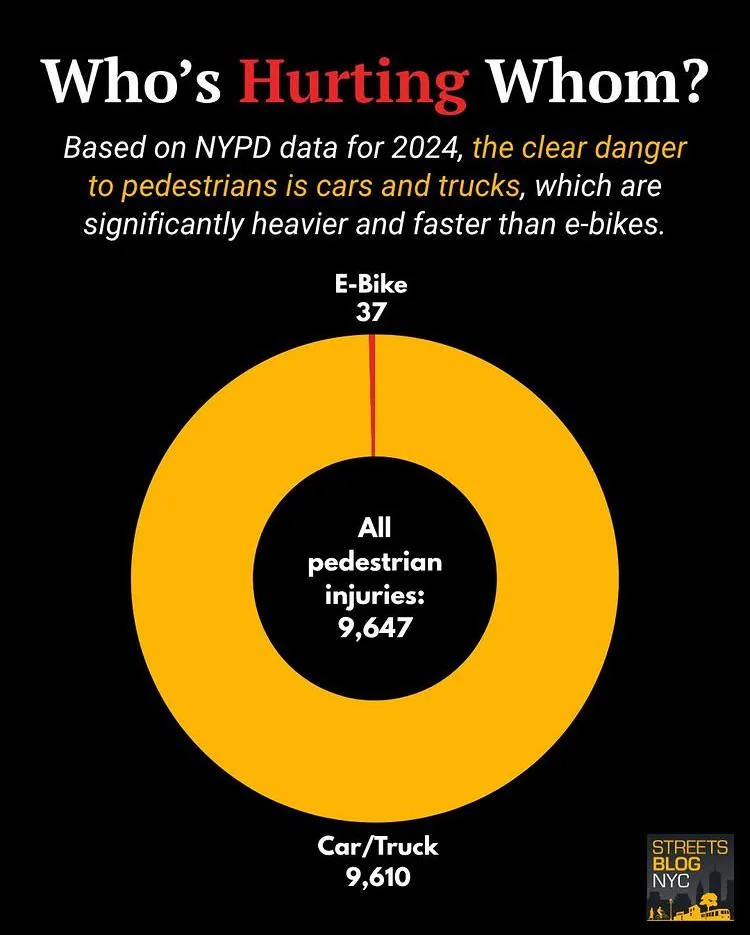 Who's Hurting Whom?
Based on NYPD data for 2024, the clear danger
to pedestrians is cars and trucks, which are
significantly heavier and faster than e-bikes.
E-Bike
37
All
pedestrian
injuries:
9,647
Car/Truck
9,610
STREETS
BLOG
NYC